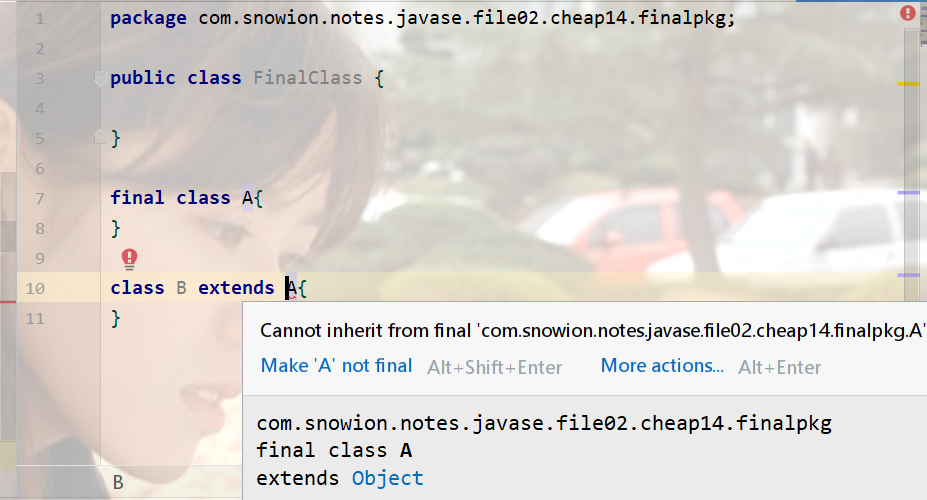 1 package com.snowion.notes.javase.file02.cheap14.finalpkg;
2
3 public class FinalClass {
4
5 }
6
7 final class A{
8 }
9
10 class B extends A{
11 }
Cannot inherit from final 'com.snowion.notes.javase.file02.cheap14.finalpkg.A'
Make 'A' not final Alt+Shift+Enter More actions... Alt+Enter
com.snowion.notes.javase.file02.cheap14.finalpkg
final class A
extends Object
B